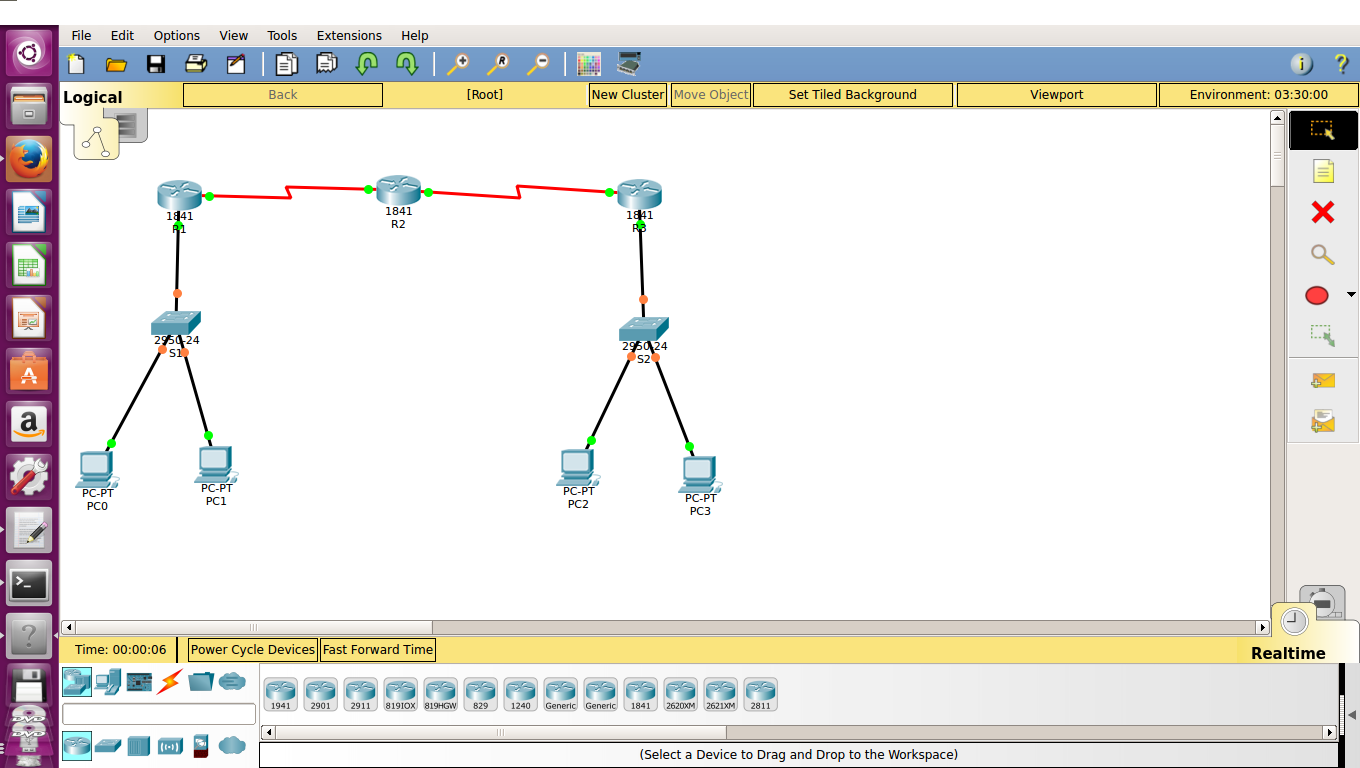 File Edit Options View Tools Extensions Help
Logical Back [Root] New Cluster Move Object Set Tiled Background Viewport Environment: 03:30:00
1841
R1
1841
R2
1841
R3
2950-24
S1
2950-24
S2
PC-PT
PC0
PC-PT
PC1
PC-PT
PC2
PC-PT
PC3
Time: 00:00:06 Power Cycle Devices Fast Forward Time Realtime
1941 2901 2911 819IOX 819HGW 829 1240 Generic Generic 1841 2620XM 2621XM 2811
(Select a Device to Drag and Drop to the Workspace)